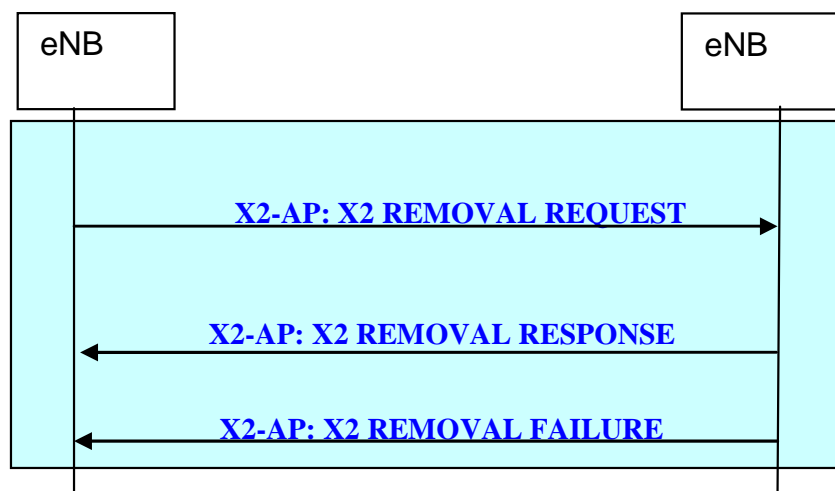 eNB
eNB
X2-AP: X2 REMOVAL REQUEST
X2-AP: X2 REMOVAL RESPONSE
X2-AP: X2 REMOVAL FAILURE